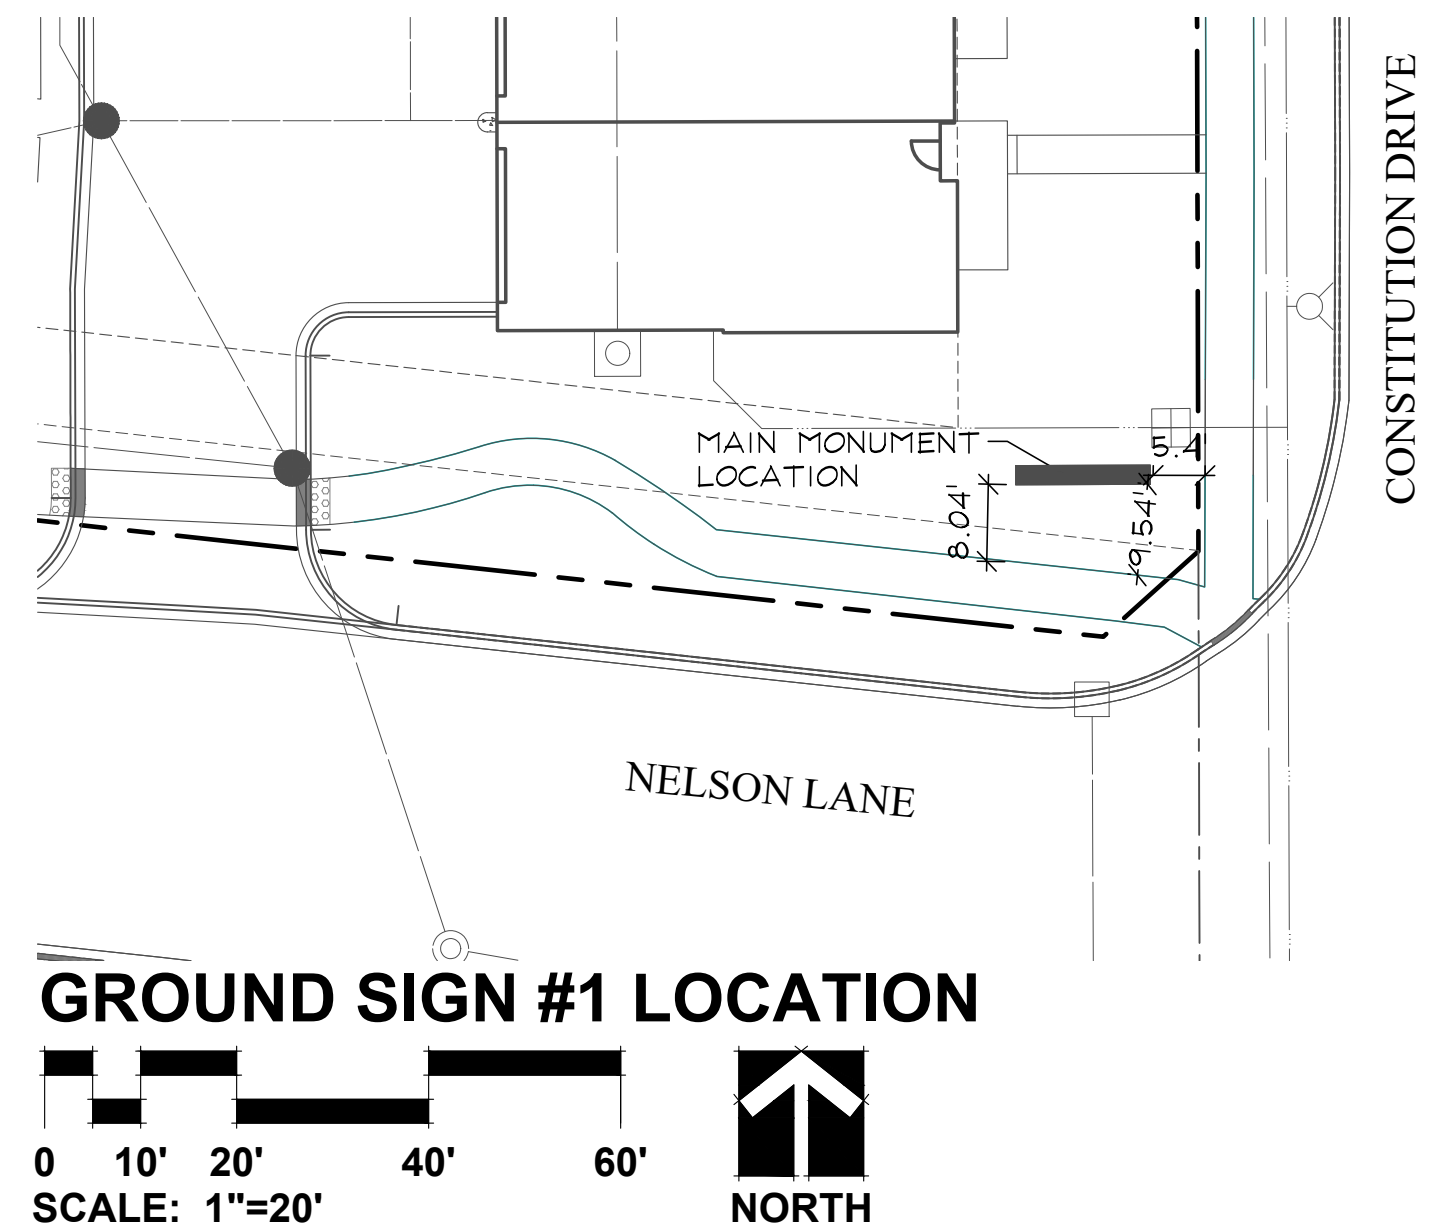 CONSTITUTION DRIVE
MAIN MONUMENT
LOCATION
5.4'
8.04'
9.54'
NELSON LANE
GROUND SIGN #1 LOCATION
0 10' 20' 40' 60'
SCALE: 1"=20'
NORTH